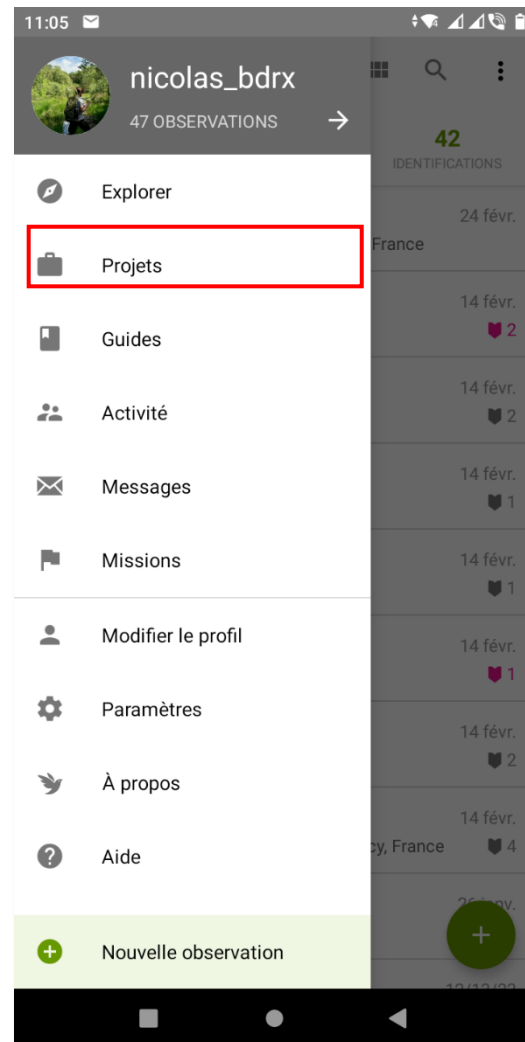 11:05
nicolas_bdrx
47 OBSERVATIONS
42
IDENTIFICATIONS
Explorer
24 févr.
France
Projets
14 févr.
2
Guides
14 févr.
Activité
2
14 févr.
Messages
1
14 févr.
Missions
1
Modifier le profil
14 févr.
1
Paramètres
14 févr.
2
À propos
14 févr.
cy, France
4
Aide
26 janv.
Nouvelle observation